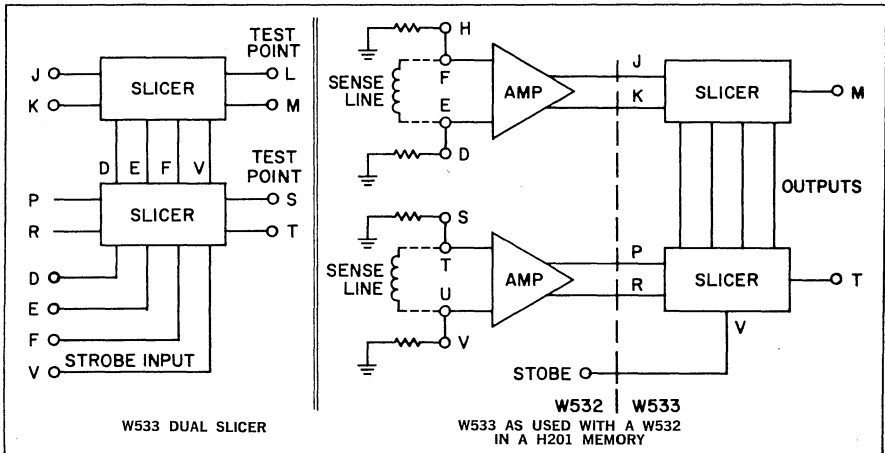 TEST
POINT
J
L
SLICER
K
M
D E F V
TEST
POINT
P
S
SLICER
R
T
D
E
F
STROBE INPUT
V
W533 DUAL SLICER
H
J
SENSE
LINE
F
AMP
SLICER
M
E
K
D
OUTPUTS
S
P
SENSE
LINE
T
AMP
SLICER
T
U
R
V
V
STOBE
W532 W533
W533 AS USED WITH A W532
IN A H201 MEMORY